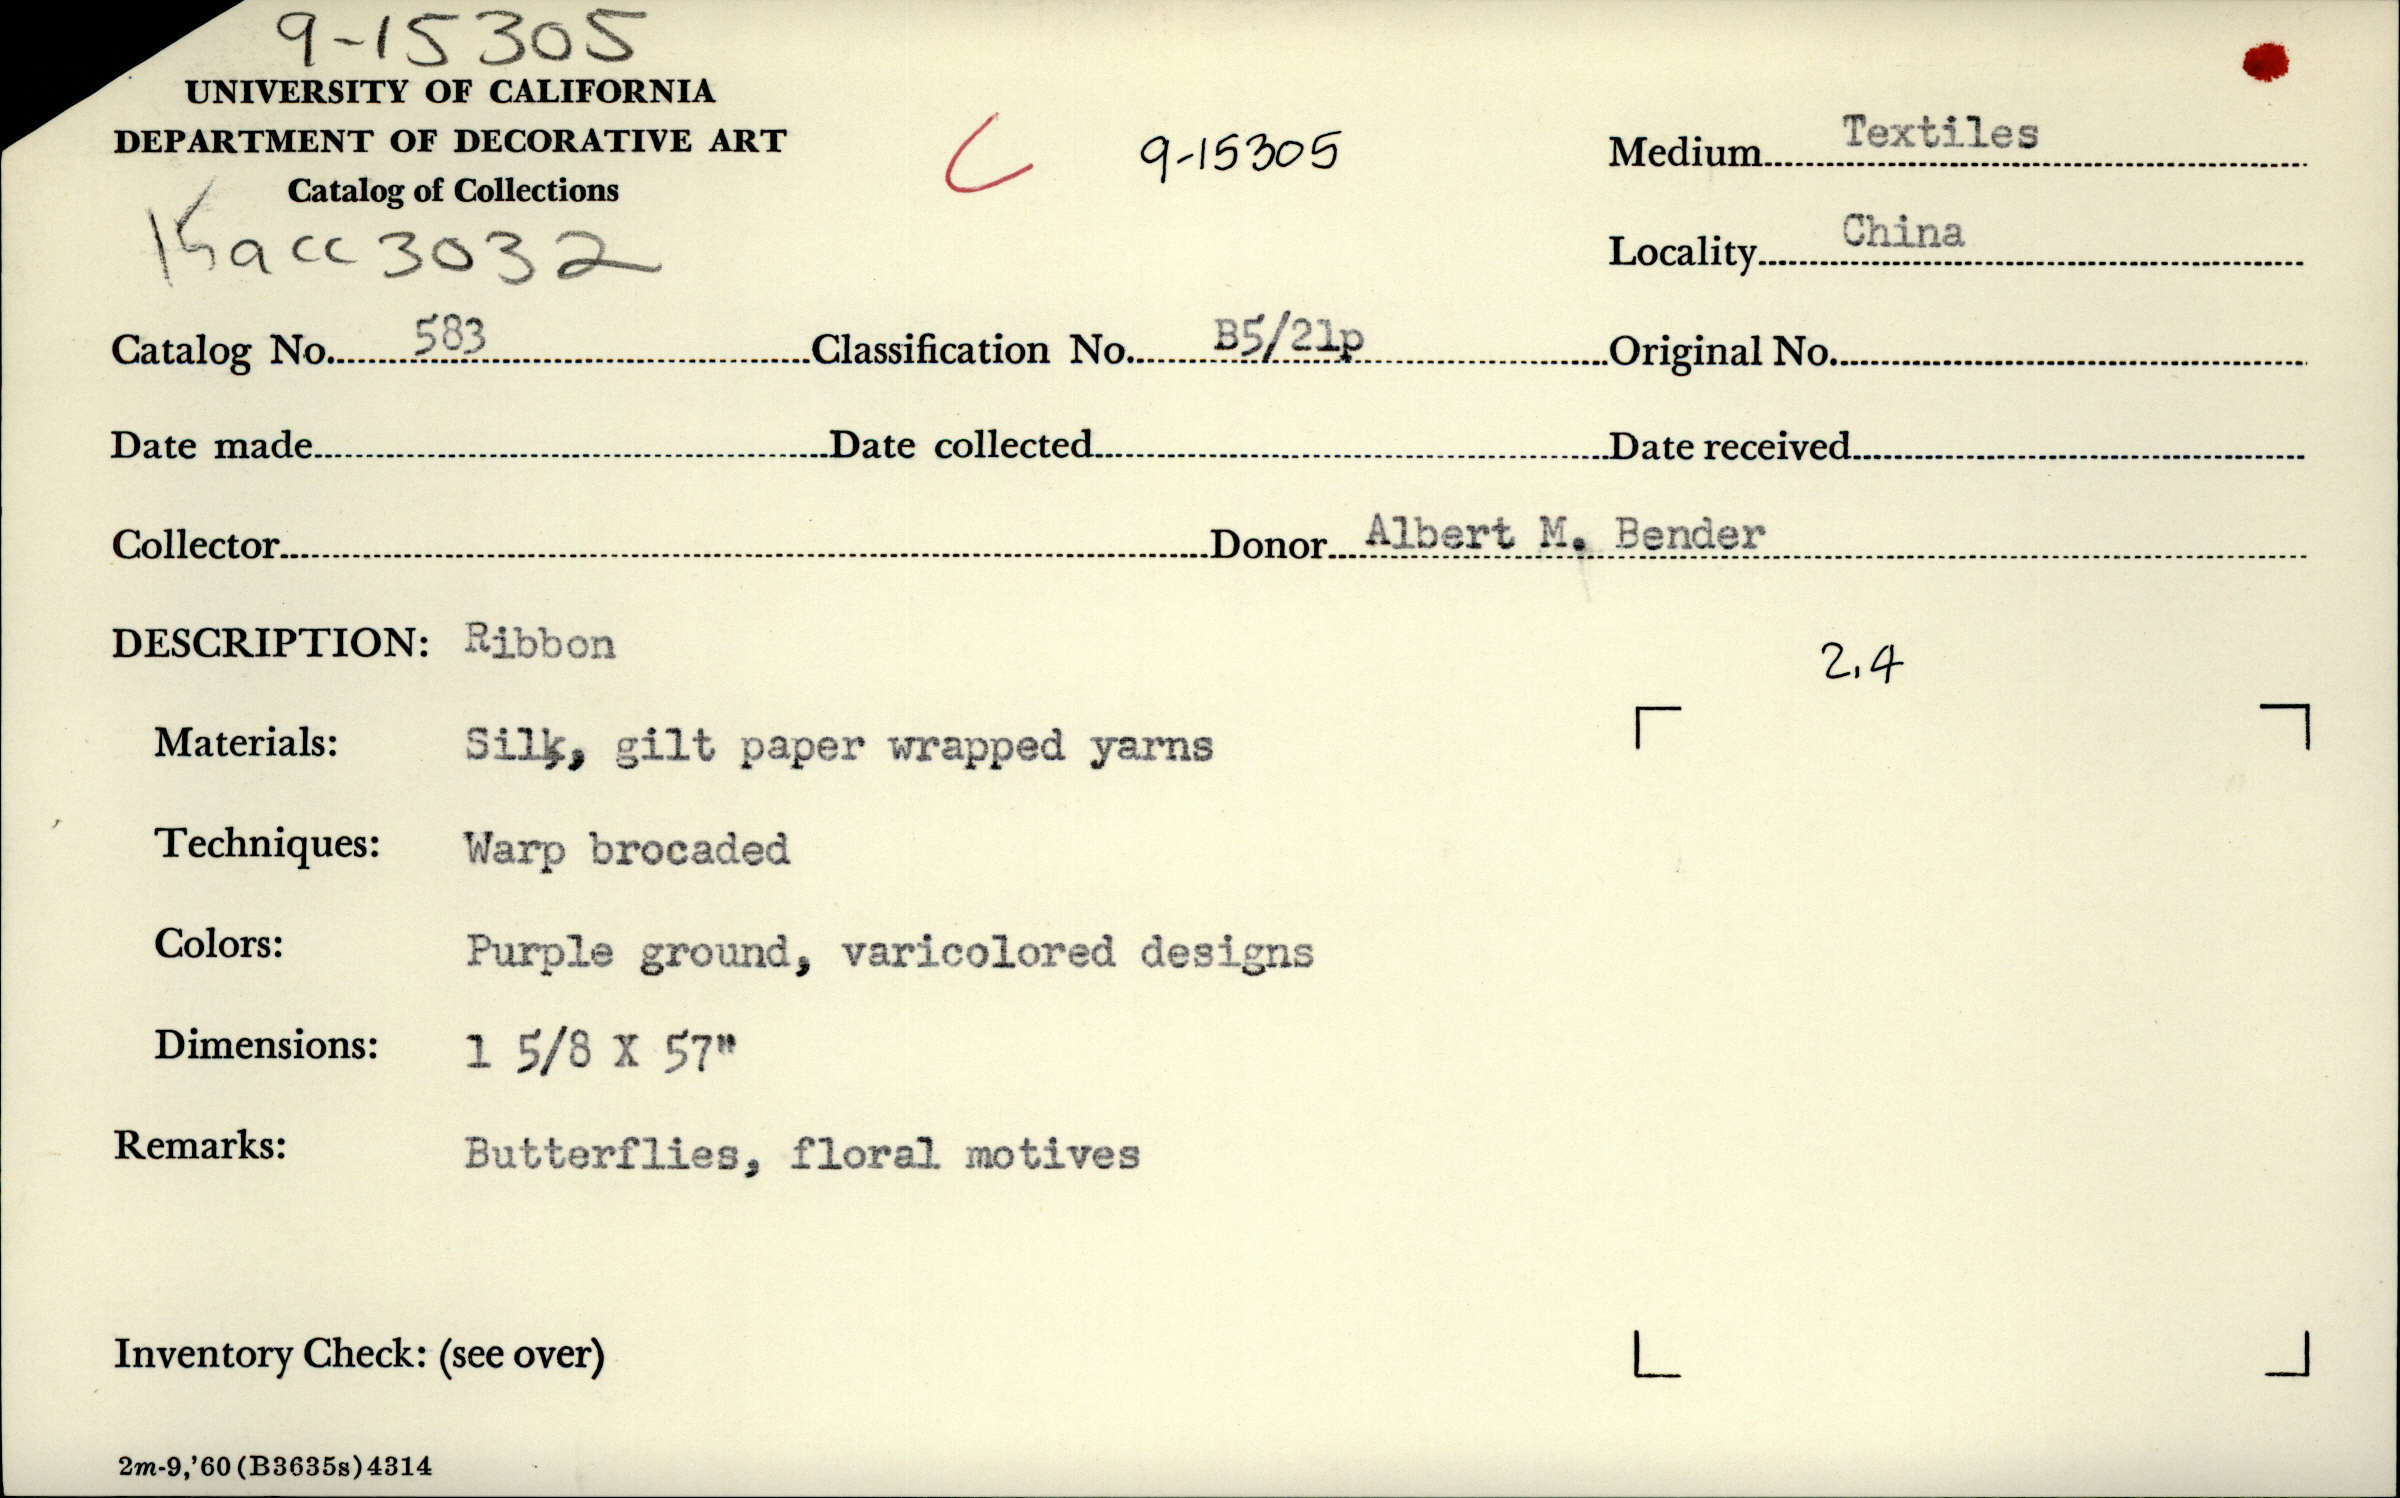 9-15305
UNIVERSITY OF CALIFORNIA
DEPARTMENT OF DECORATIVE ART
Catalog of Collections
C 9-15305
Medium Textiles
Locality China
acc 3032
Catalog No. 583 Classification No. B5/21p Original No.
Date made Date collected Date received
Collector Donor Albert M. Bender
DESCRIPTION: Ribbon
2,4
Materials: Silk, gilt paper wrapped yarns
Techniques: Warp brocaded
Colors: Purple ground, varicolored designs
Dimensions: 1 5/8 X 57"
Remarks: Butterflies, floral motives
Inventory Check: (see over)
2m-9,'60 (B3635s) 4314